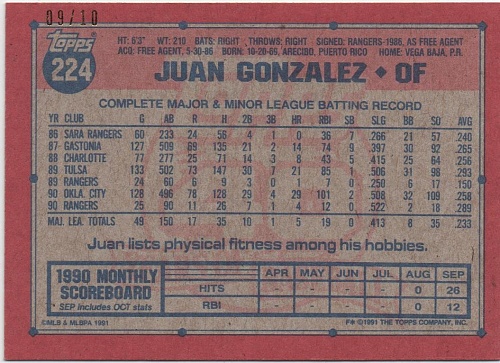 09/10
Topps
224
HT: 6'3" WT: 210 BATS: RIGHT THROWS: RIGHT SIGNED: RANGERS-1986, AS FREE AGENT
ACQ: FREE AGENT, 5-30-86 BORN: 10-20-69, ARECIBO, PUERTO RICO HOME: VEGA BAJA, P.R.
JUAN GONZALEZ ◆ OF
COMPLETE MAJOR & MINOR LEAGUE BATTING RECORD
YR CLUB G AB R H 2B 3B HR RBI SB SLG BB SO AVG
86 SARA RANGERS 60 233 24 56 4 1 0 36 7 .266 21 57 .240
87 GASTONIA 127 509 69 135 21 2 14 74 9 .397 30 92 .265
88 CHARLOTTE 77 277 25 71 14 3 8 43 5 .415 25 64 .256
89 TULSA 133 502 73 147 30 7 21 85 1 .506 31 98 .293
89 RANGERS 24 60 6 9 3 0 1 7 0 .250 6 17 .150
90 OKLA. CITY 128 496 78 128 29 4 29 101 2 .508 32 109 .258
90 RANGERS 25 90 11 26 7 1 4 12 0 .522 2 18 .289
MAJ. LEA. TOTALS 49 150 17 35 10 1 5 19 0 .413 8 35 .233
Juan lists physical fitness among his hobbies.
1990 MONTHLY SCOREBOARD
SEP includes OCT stats
APR MAY JUN JUL AUG SEP
HITS 0 26
RBI 0 12
©MLB & MLBPA 1991
F* ©1991 THE TOPPS COMPANY, INC.